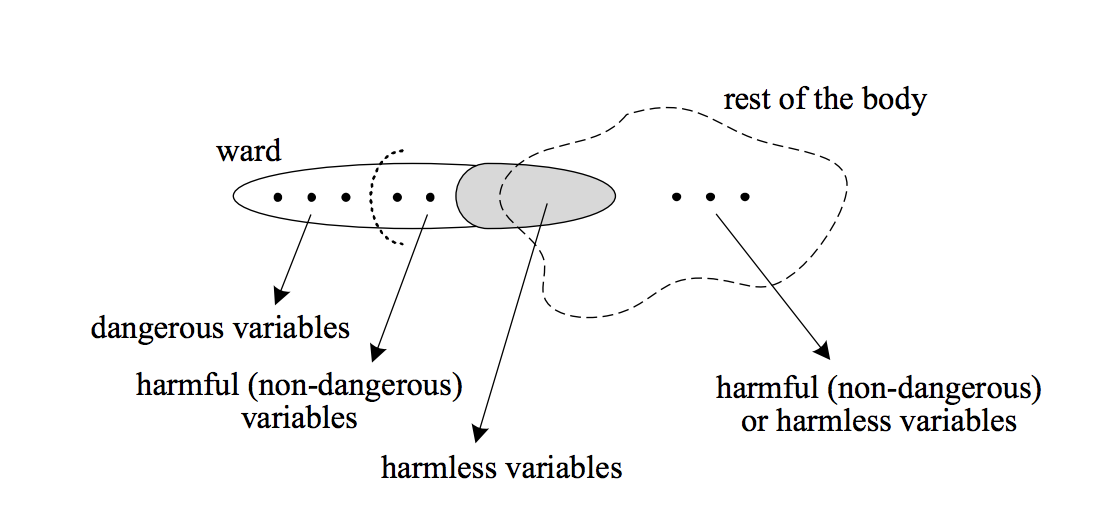 rest of the body
ward
dangerous variables
harmful (non-dangerous)
variables
harmful (non-dangerous)
or harmless variables
harmless variables